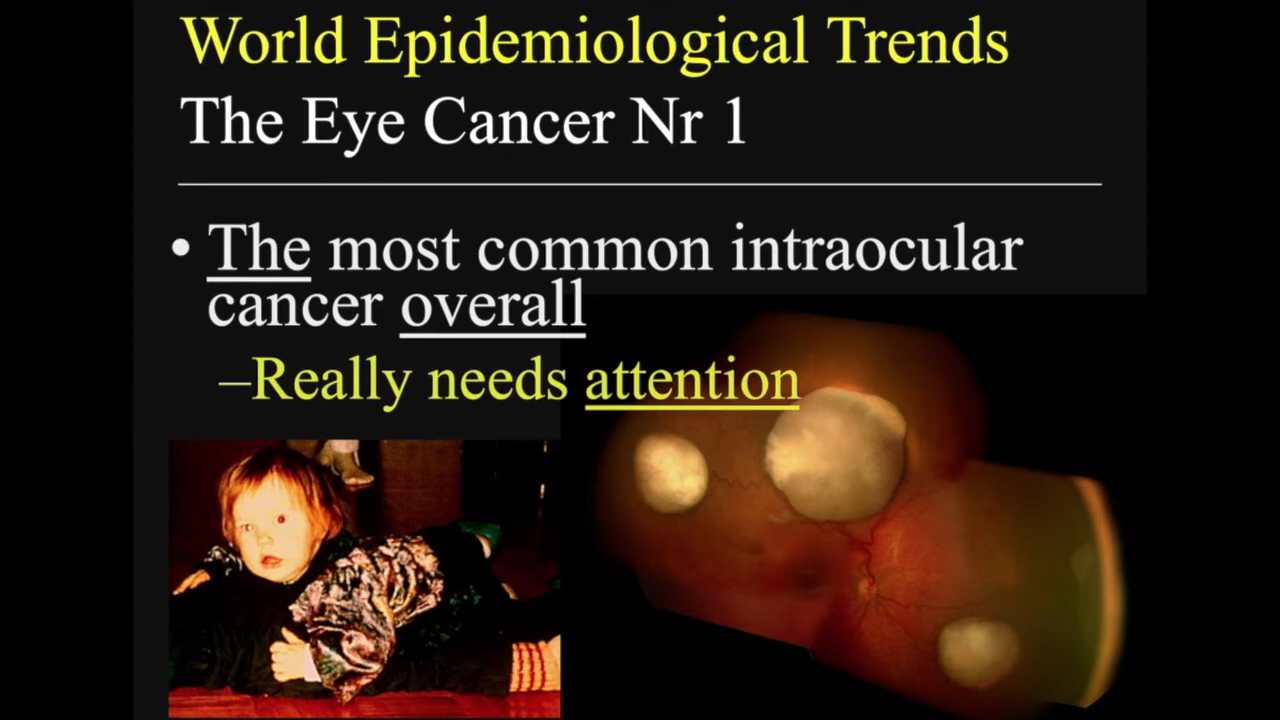 World Epidemiological Trends
The Eye Cancer Nr 1
• The most common intraocular
cancer overall
–Really needs attention